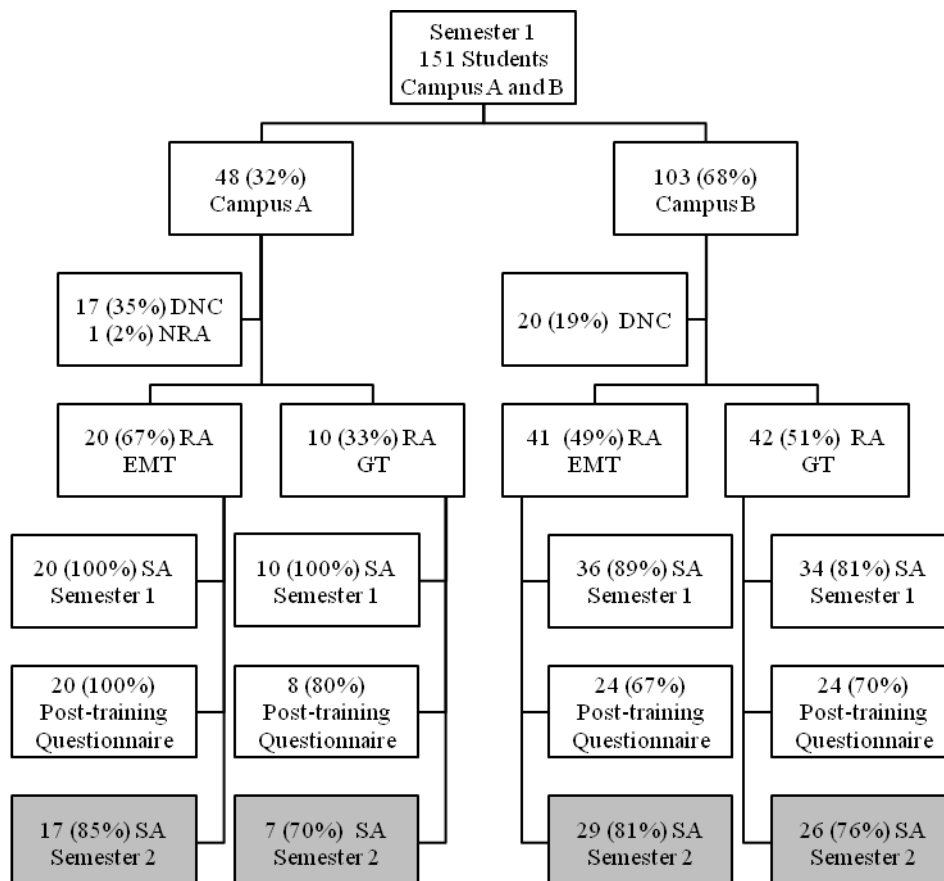 Semester 1
151 Students
Campus A and B
48 (32%)
Campus A
103 (68%)
Campus B
17 (35%) DNC
1 (2%) NRA
20 (19%) DNC
20 (67%) RA
EMT
10 (33%) RA
GT
41 (49%) RA
EMT
42 (51%) RA
GT
20 (100%) SA
Semester 1
10 (100%) SA
Semester 1
36 (89%) SA
Semester 1
34 (81%) SA
Semester 1
20 (100%)
Post-training
Questionnaire
8 (80%)
Post-training
Questionnaire
24 (67%)
Post-training
Questionnaire
24 (70%)
Post-training
Questionnaire
17 (85%) SA
Semester 2
7 (70%) SA
Semester 2
29 (81%) SA
Semester 2
26 (76%) SA
Semester 2